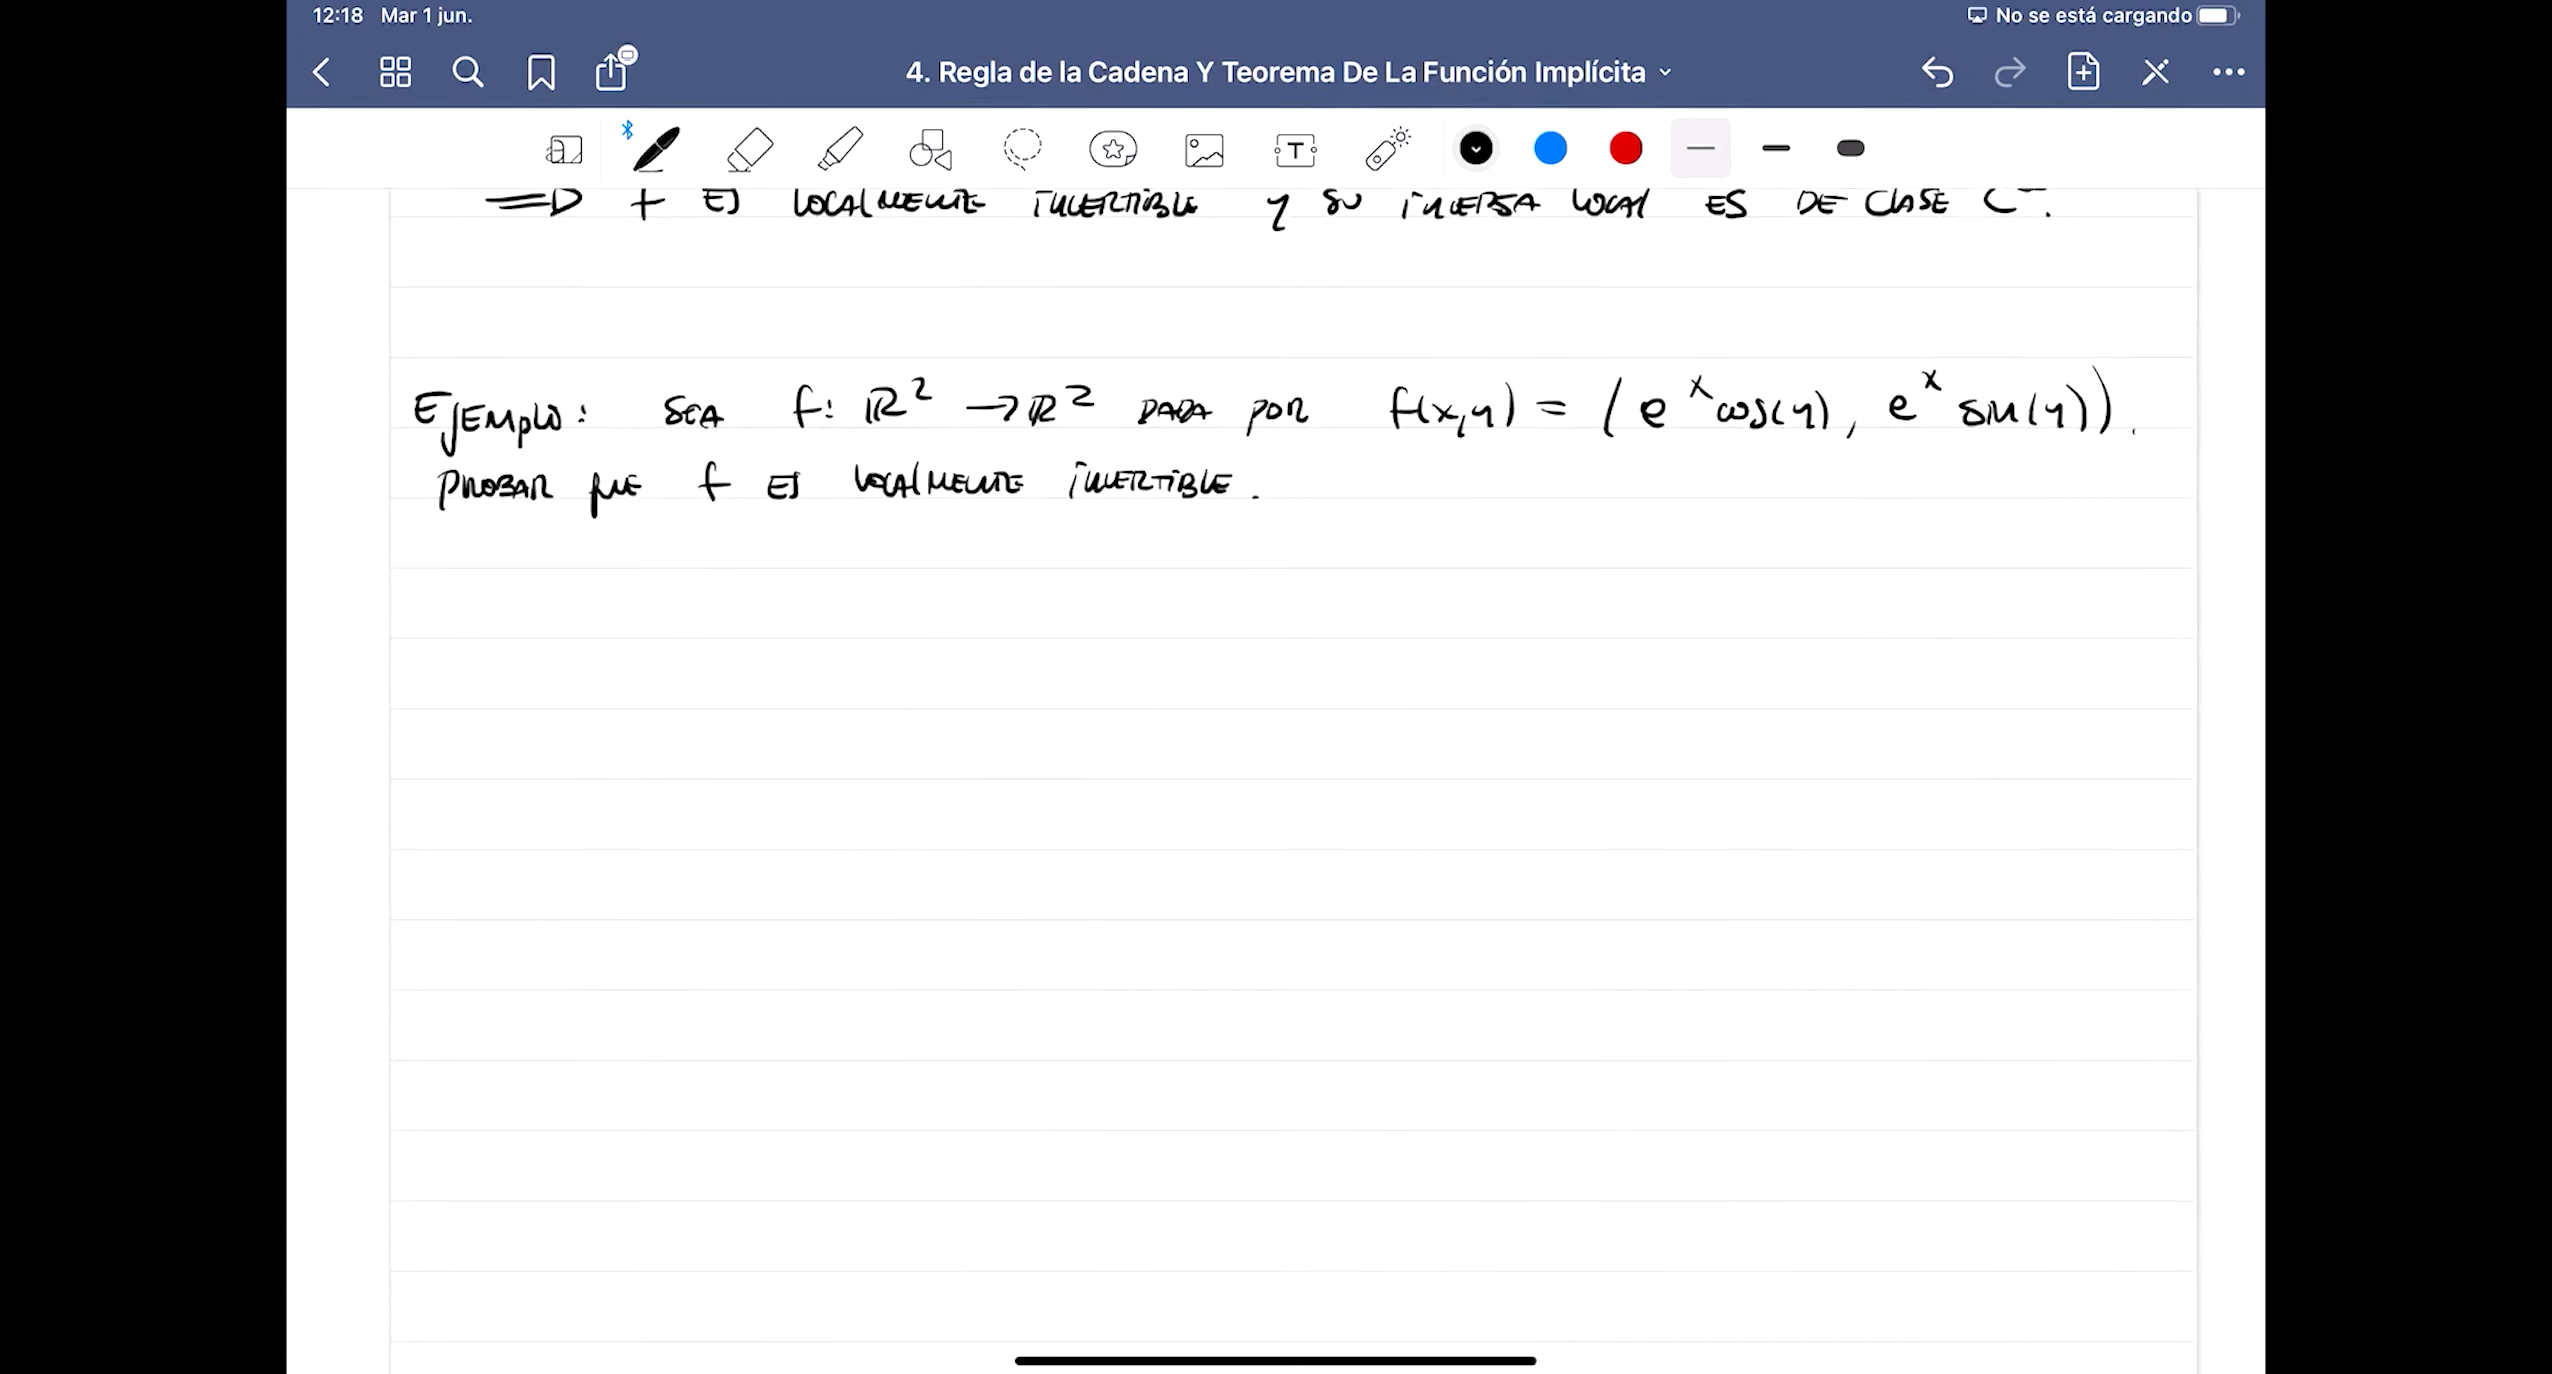 12:18 Mar 1 jun. No se está cargando
4. Regla de la Cadena Y Teorema De La Función Implícita
T
⇒ f ES LOCALMENTE INVERTIBLE Y SU INVERSA LOCAL ES DE CLASE
EJEMPLO: SEA f: ℝ² → ℝ² DADA POR f(x,y) = (e^x cos(y), e^x sin(y)).
PROBAR QUE f ES LOCALMENTE INVERTIBLE.